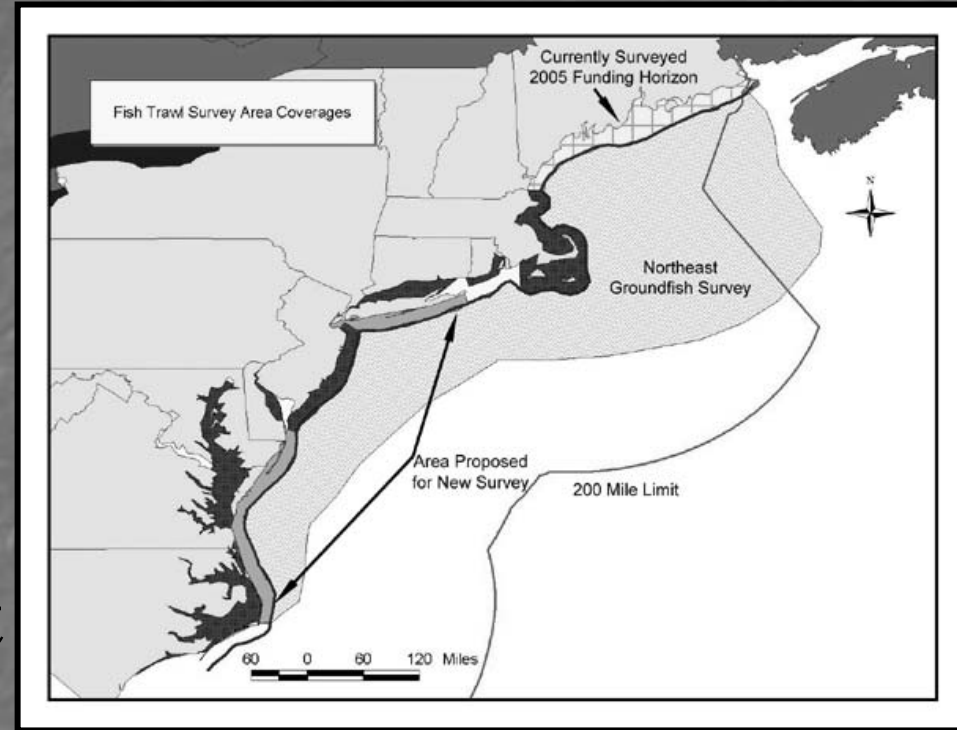 Currently Surveyed
2005 Funding Horizon
Fish Trawl Survey Area Coverages
N
Northeast
Groundfish Survey
Area Proposed
for New Survey
200 Mile Limit
60 0 60 120 Miles